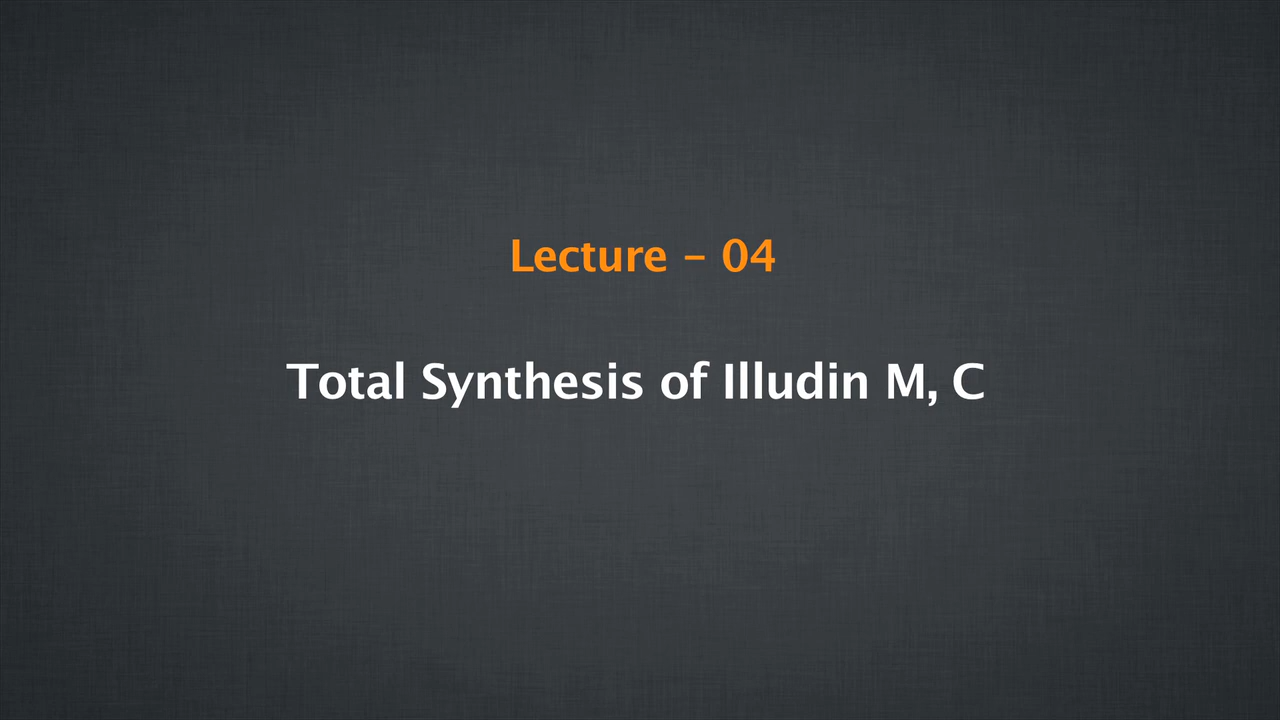 Lecture – 04
Total Synthesis of Illudin M, C